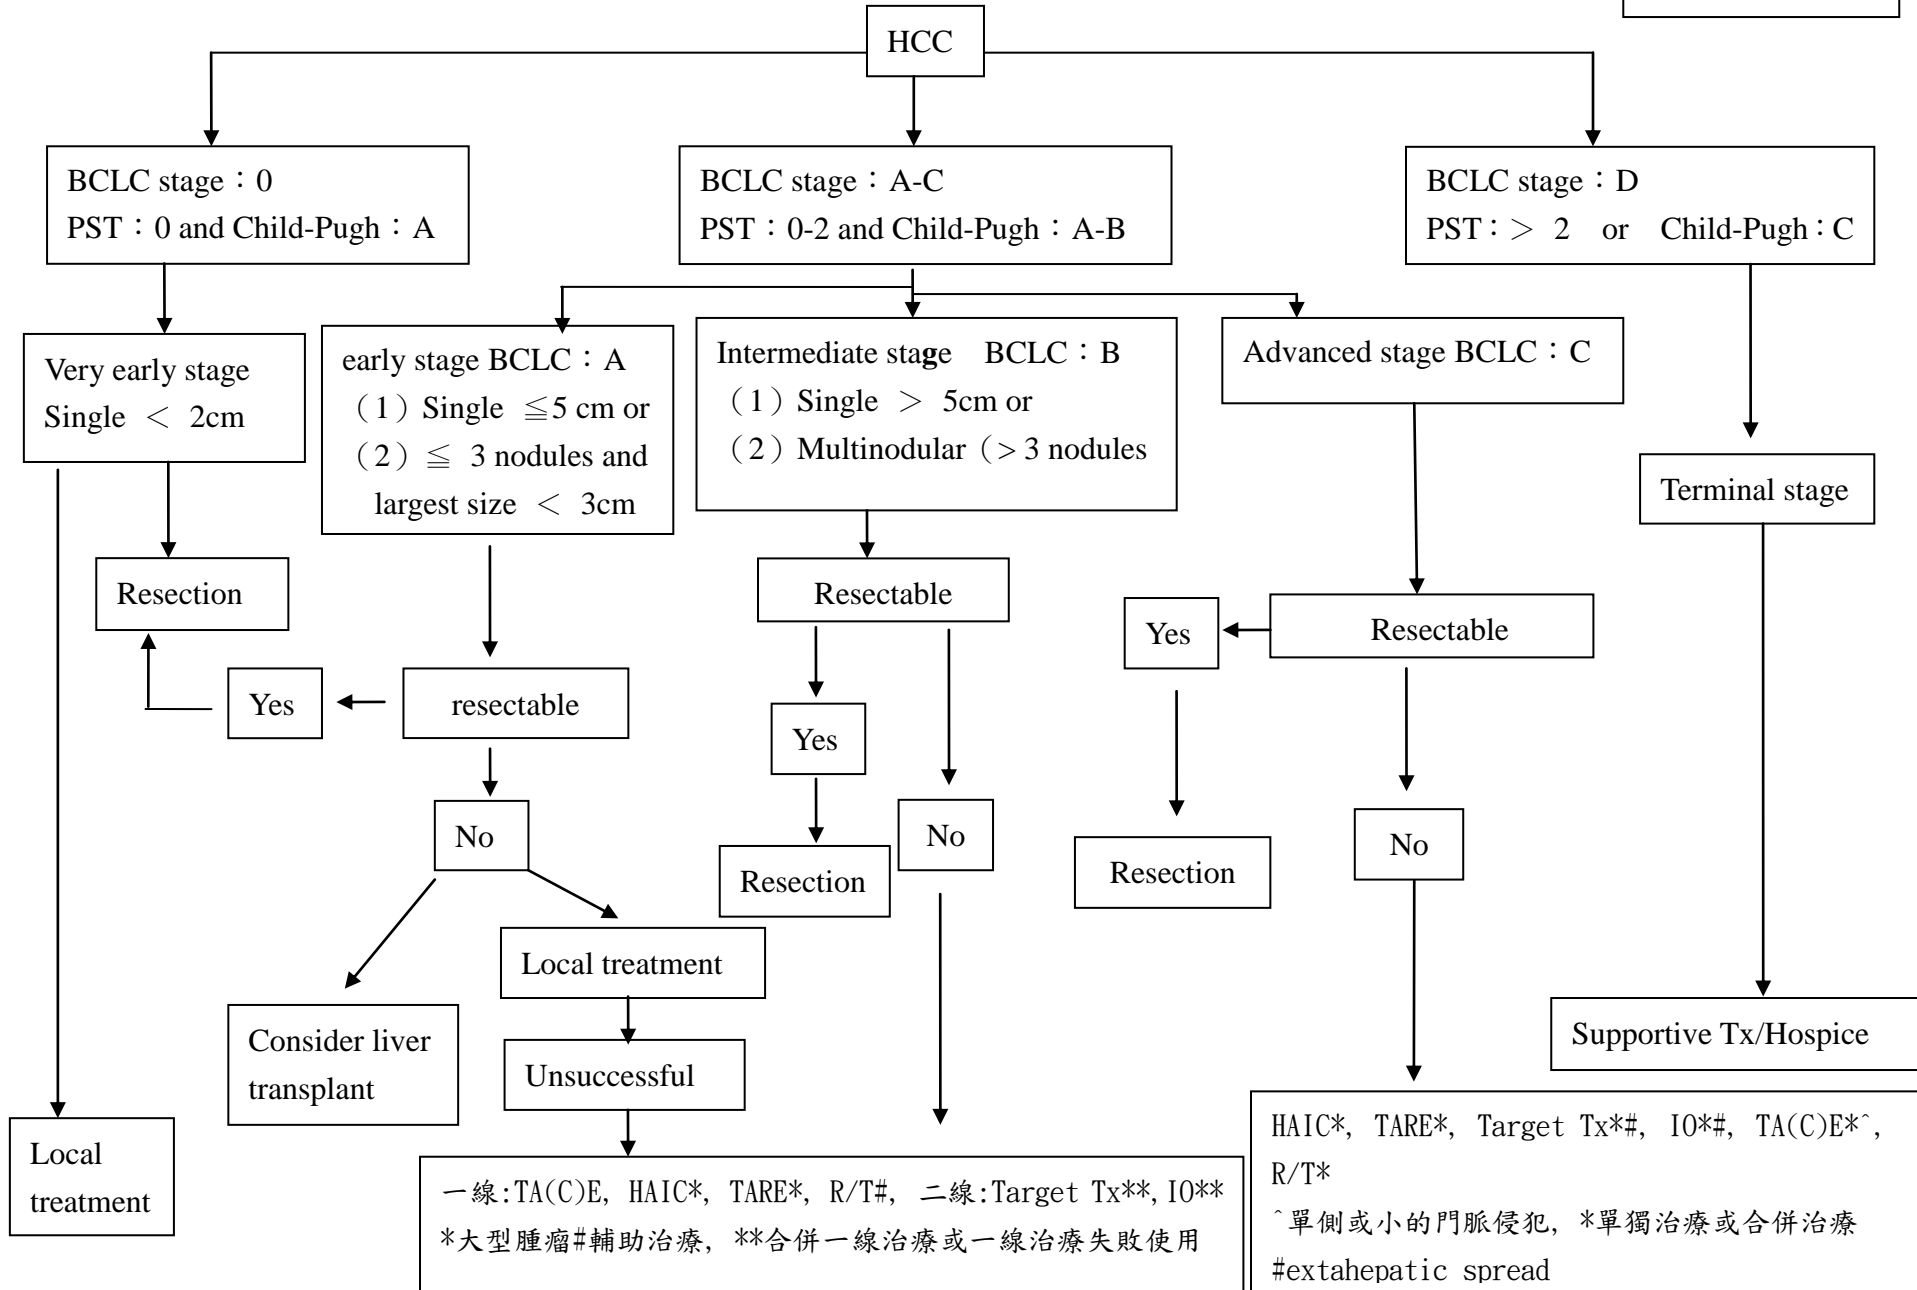 HCC
BCLC stage：0
PST：0 and Child-Pugh：A
BCLC stage：A-C
PST：0-2 and Child-Pugh：A-B
BCLC stage：D
PST：＞ 2 or Child-Pugh：C
Very early stage
Single ＜ 2cm
early stage BCLC：A
（1）Single ≦5 cm or
（2）≦ 3 nodules and
largest size ＜ 3cm
Intermediate stage BCLC：B
（1）Single ＞ 5cm or
（2）Multinodular（＞3 nodules
Advanced stage BCLC：C
Terminal stage
Resection
Resectable
Yes
Resectable
Yes
resectable
Yes
No
No
No
Resection
Resection
Local treatment
Consider liver
transplant
Unsuccessful
Supportive Tx/Hospice
Local
treatment
一線:TA(C)E, HAIC*, TARE*, R/T#, 二線:Target Tx**,IO**
*大型腫瘤#輔助治療, **合併一線治療或一線治療失敗使用
HAIC*, TARE*, Target Tx*#, IO*#, TA(C)E*^,
R/T*
^單側或小的門脈侵犯, *單獨治療或合併治療
#extahepatic spread